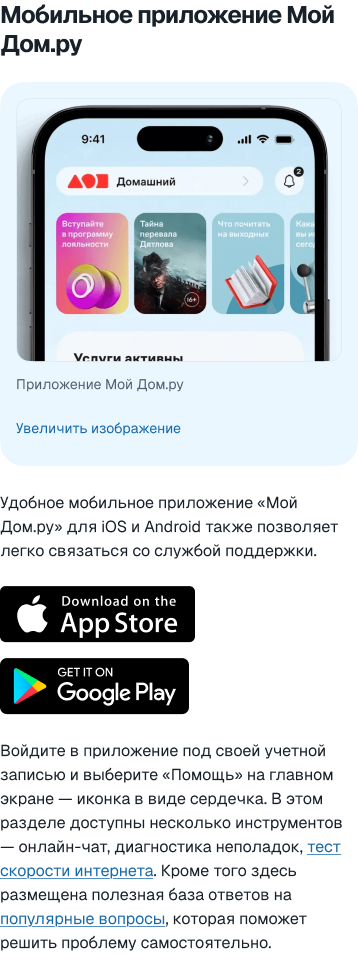 Мобильное приложение Мой
Дом.ру
9:41
ДОМ Домашний
2
Вступайте
в программу
лояльности
Тайна
перевала
Дятлова
16+
Что почитать
на выходных
Кака
вы и
сего
Услуги активны
Приложение Мой Дом.ру
Увеличить изображение
Удобное мобильное приложение «Мой
Дом.ру» для iOS и Android также позволяет
легко связаться со службой поддержки.
Download on the
App Store
GET IT ON
Google Play
Войдите в приложение под своей учетной
записью и выберите «Помощь» на главном
экране — иконка в виде сердечка. В этом
разделе доступны несколько инструментов
— онлайн-чат, диагностика неполадок, тест
скорости интернета. Кроме того здесь
размещена полезная база ответов на
популярные вопросы, которая поможет
решить проблему самостоятельно.